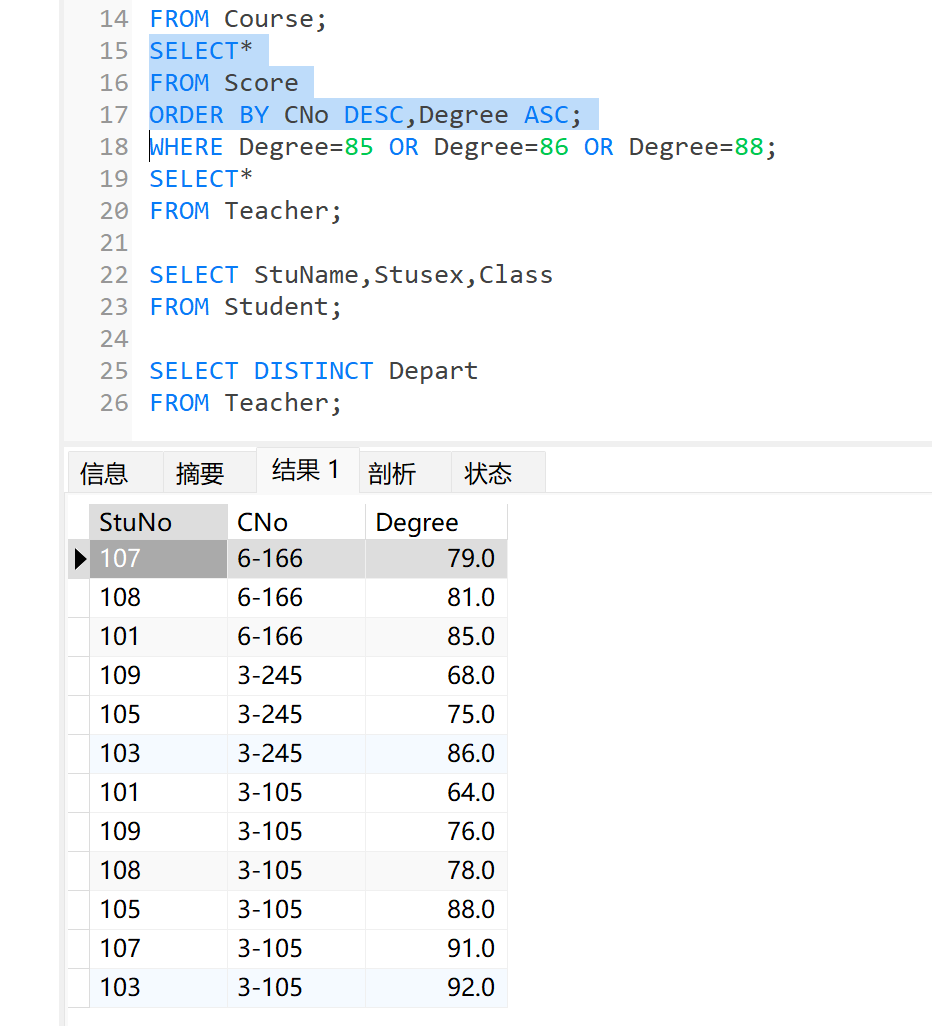 14 FROM Course;
15 SELECT*
16 FROM Score
17 ORDER BY CNo DESC,Degree ASC;
18 WHERE Degree=85 OR Degree=86 OR Degree=88;
19 SELECT*
20 FROM Teacher;
21
22 SELECT StuName,Stusex,Class
23 FROM Student;
24
25 SELECT DISTINCT Depart
26 FROM Teacher;
信息 摘要 结果 1 剖析 状态
StuNo CNo Degree
107 6-166 79.0
108 6-166 81.0
101 6-166 85.0
109 3-245 68.0
105 3-245 75.0
103 3-245 86.0
101 3-105 64.0
109 3-105 76.0
108 3-105 78.0
105 3-105 88.0
107 3-105 91.0
103 3-105 92.0